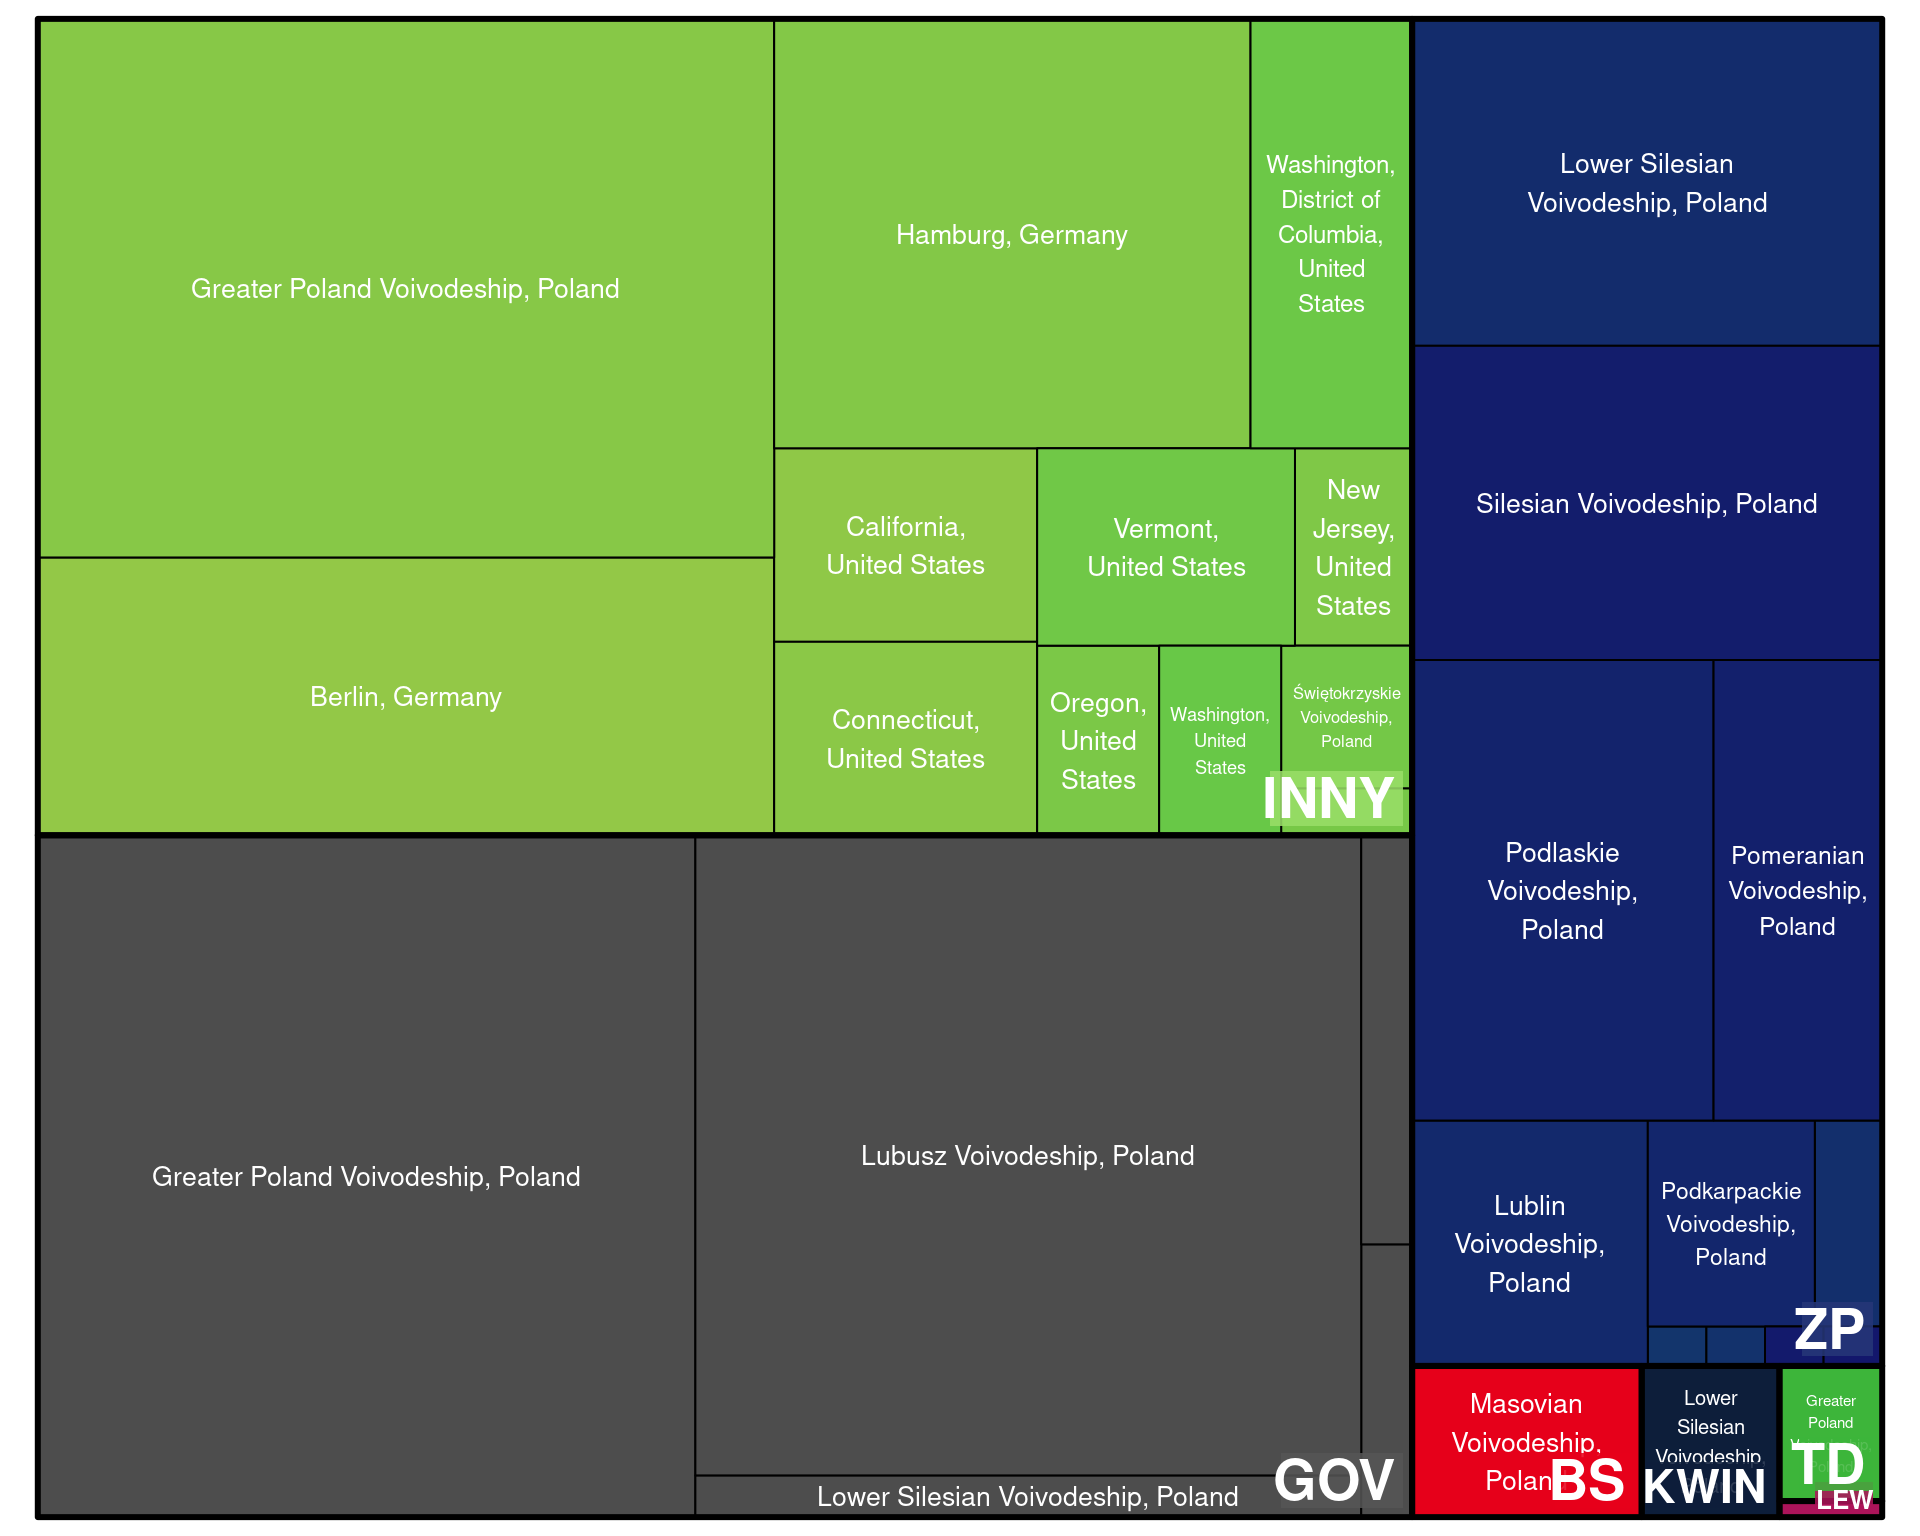 Greater Poland Voivodeship, Poland
Berlin, Germany
Hamburg, Germany
Washington,
District of
Columbia,
United
States
California,
United States
Connecticut,
United States
Vermont,
United States
New
Jersey,
United
States
Oregon,
United
States
Washington,
United
States
Świętokrzyskie
Voivodeship,
Poland
INNY
Greater Poland Voivodeship, Poland
Lubusz Voivodeship, Poland
Lower Silesian Voivodeship, Poland
GOV
Lower Silesian
Voivodeship, Poland
Silesian Voivodeship, Poland
Podlaskie
Voivodeship,
Poland
Pomeranian
Voivodeship,
Poland
Lublin
Voivodeship,
Poland
Podkarpackie
Voivodeship,
Poland
ZP
Masovian
Voivodeship,
Poland
BS
Lower
Silesian
Voivodeship,
KWIN
Greater
Poland
TD
LEW